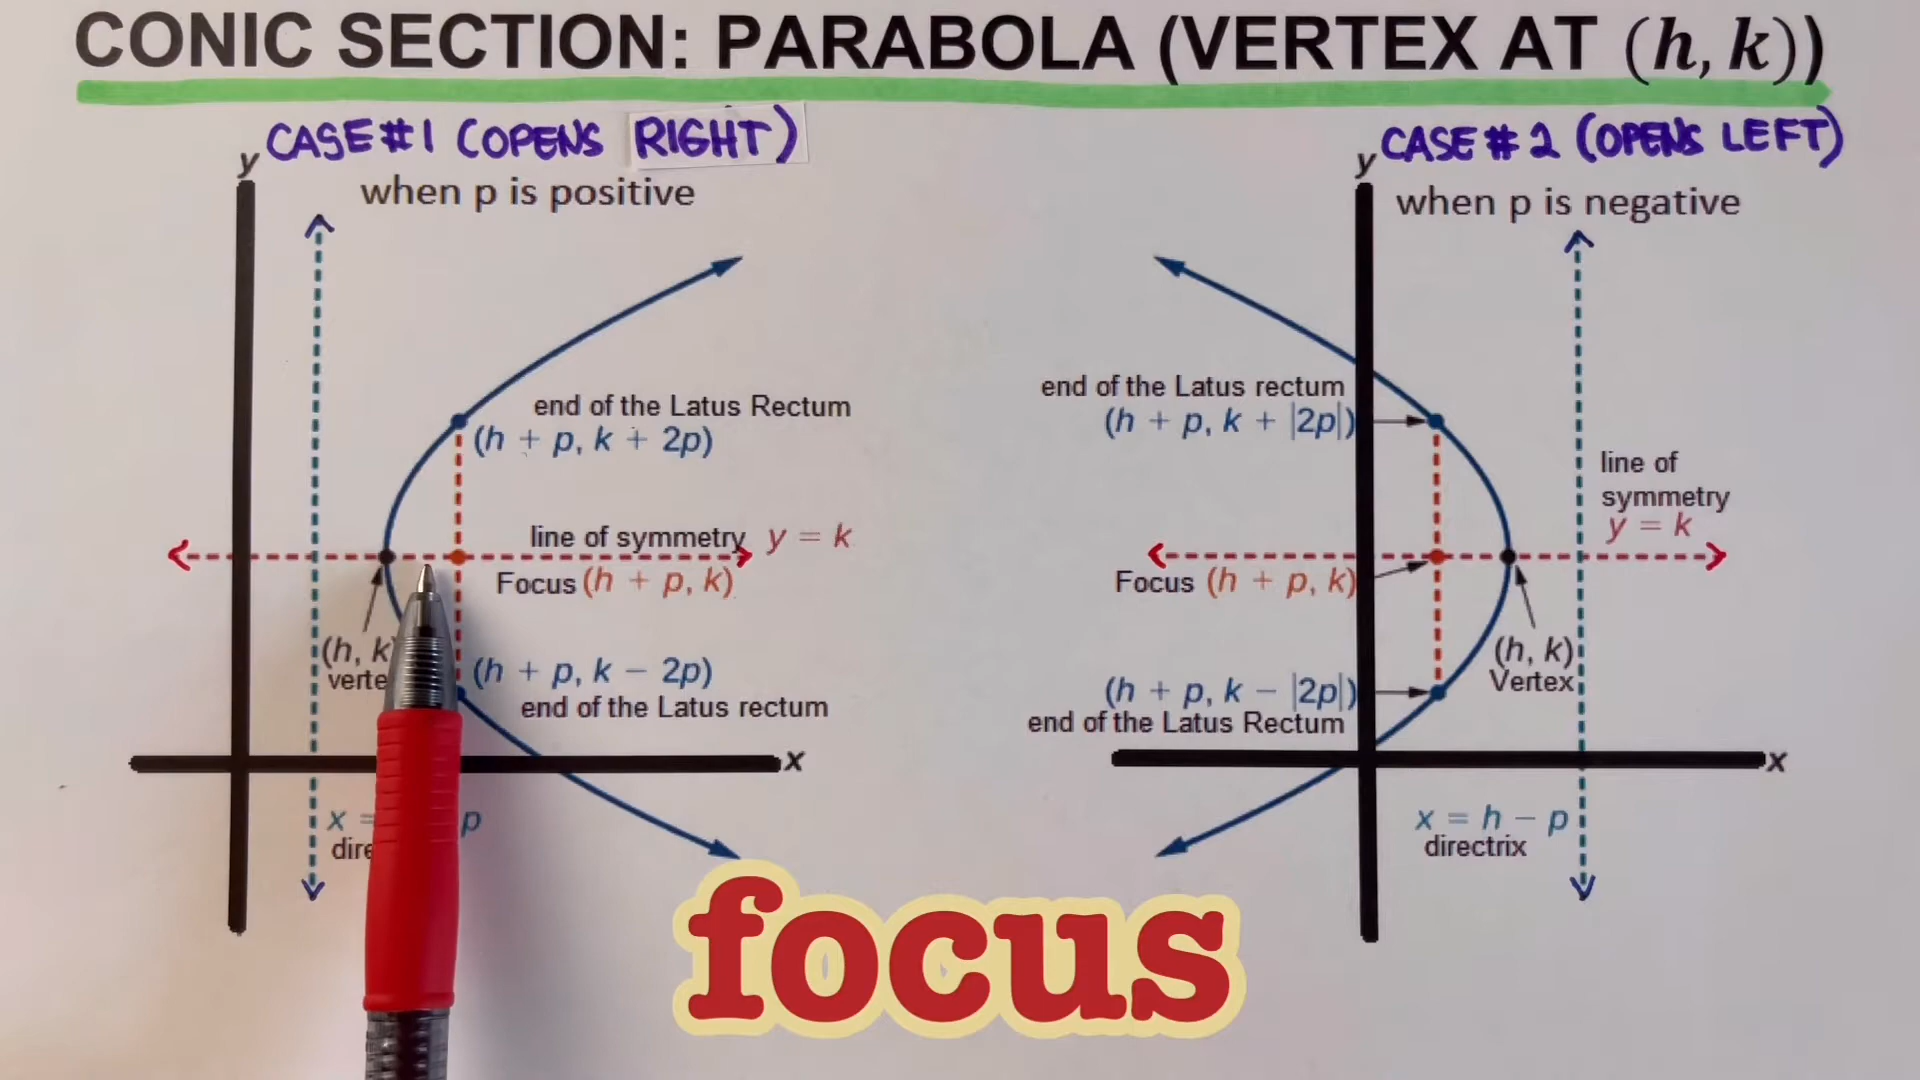 CONIC SECTION: PARABOLA (VERTEX AT (h, k))
CASE #1 (OPENS RIGHT)
when p is positive
y
end of the Latus Rectum
(h + p, k + 2p)
line of symmetry y = k
Focus (h + p, k)
(h, k
(h + p, k − 2p)
end of the Latus rectum
x
x = p
CASE #2 (OPENS LEFT)
when p is negative
y
end of the Latus rectum
(h + p, k + |2p|)
line of
symmetry
y = k
Focus (h + p, k)
(h, k)
Vertex
(h + p, k − |2p|)
end of the Latus Rectum
x
x = h − p
directrix
focus